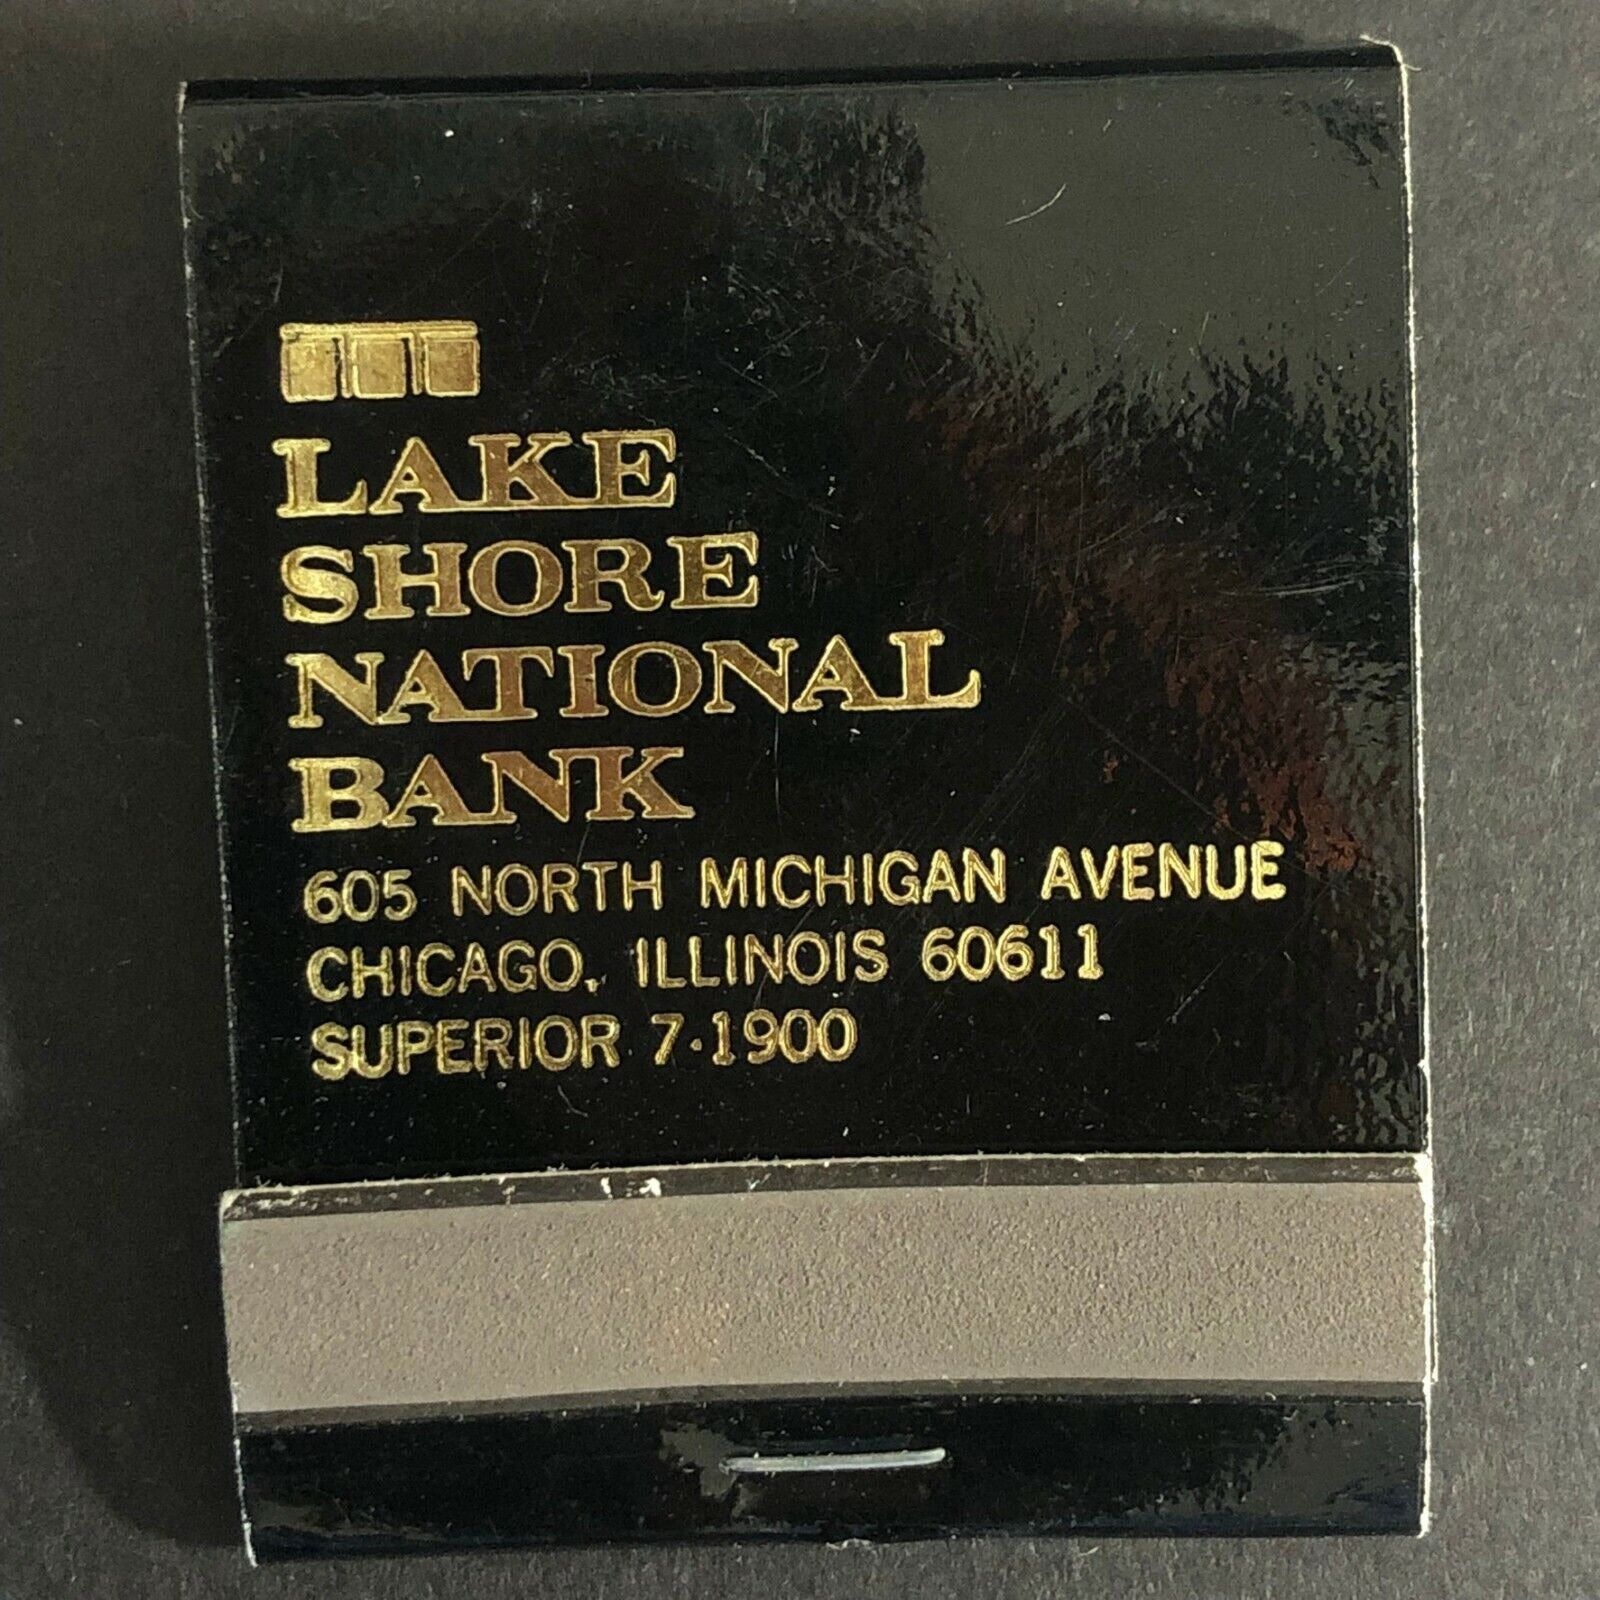 LAKE
SHORE
NATIONAL
BANK
605 NORTH MICHIGAN AVENUE
CHICAGO, ILLINOIS 60611
SUPERIOR 7-1900